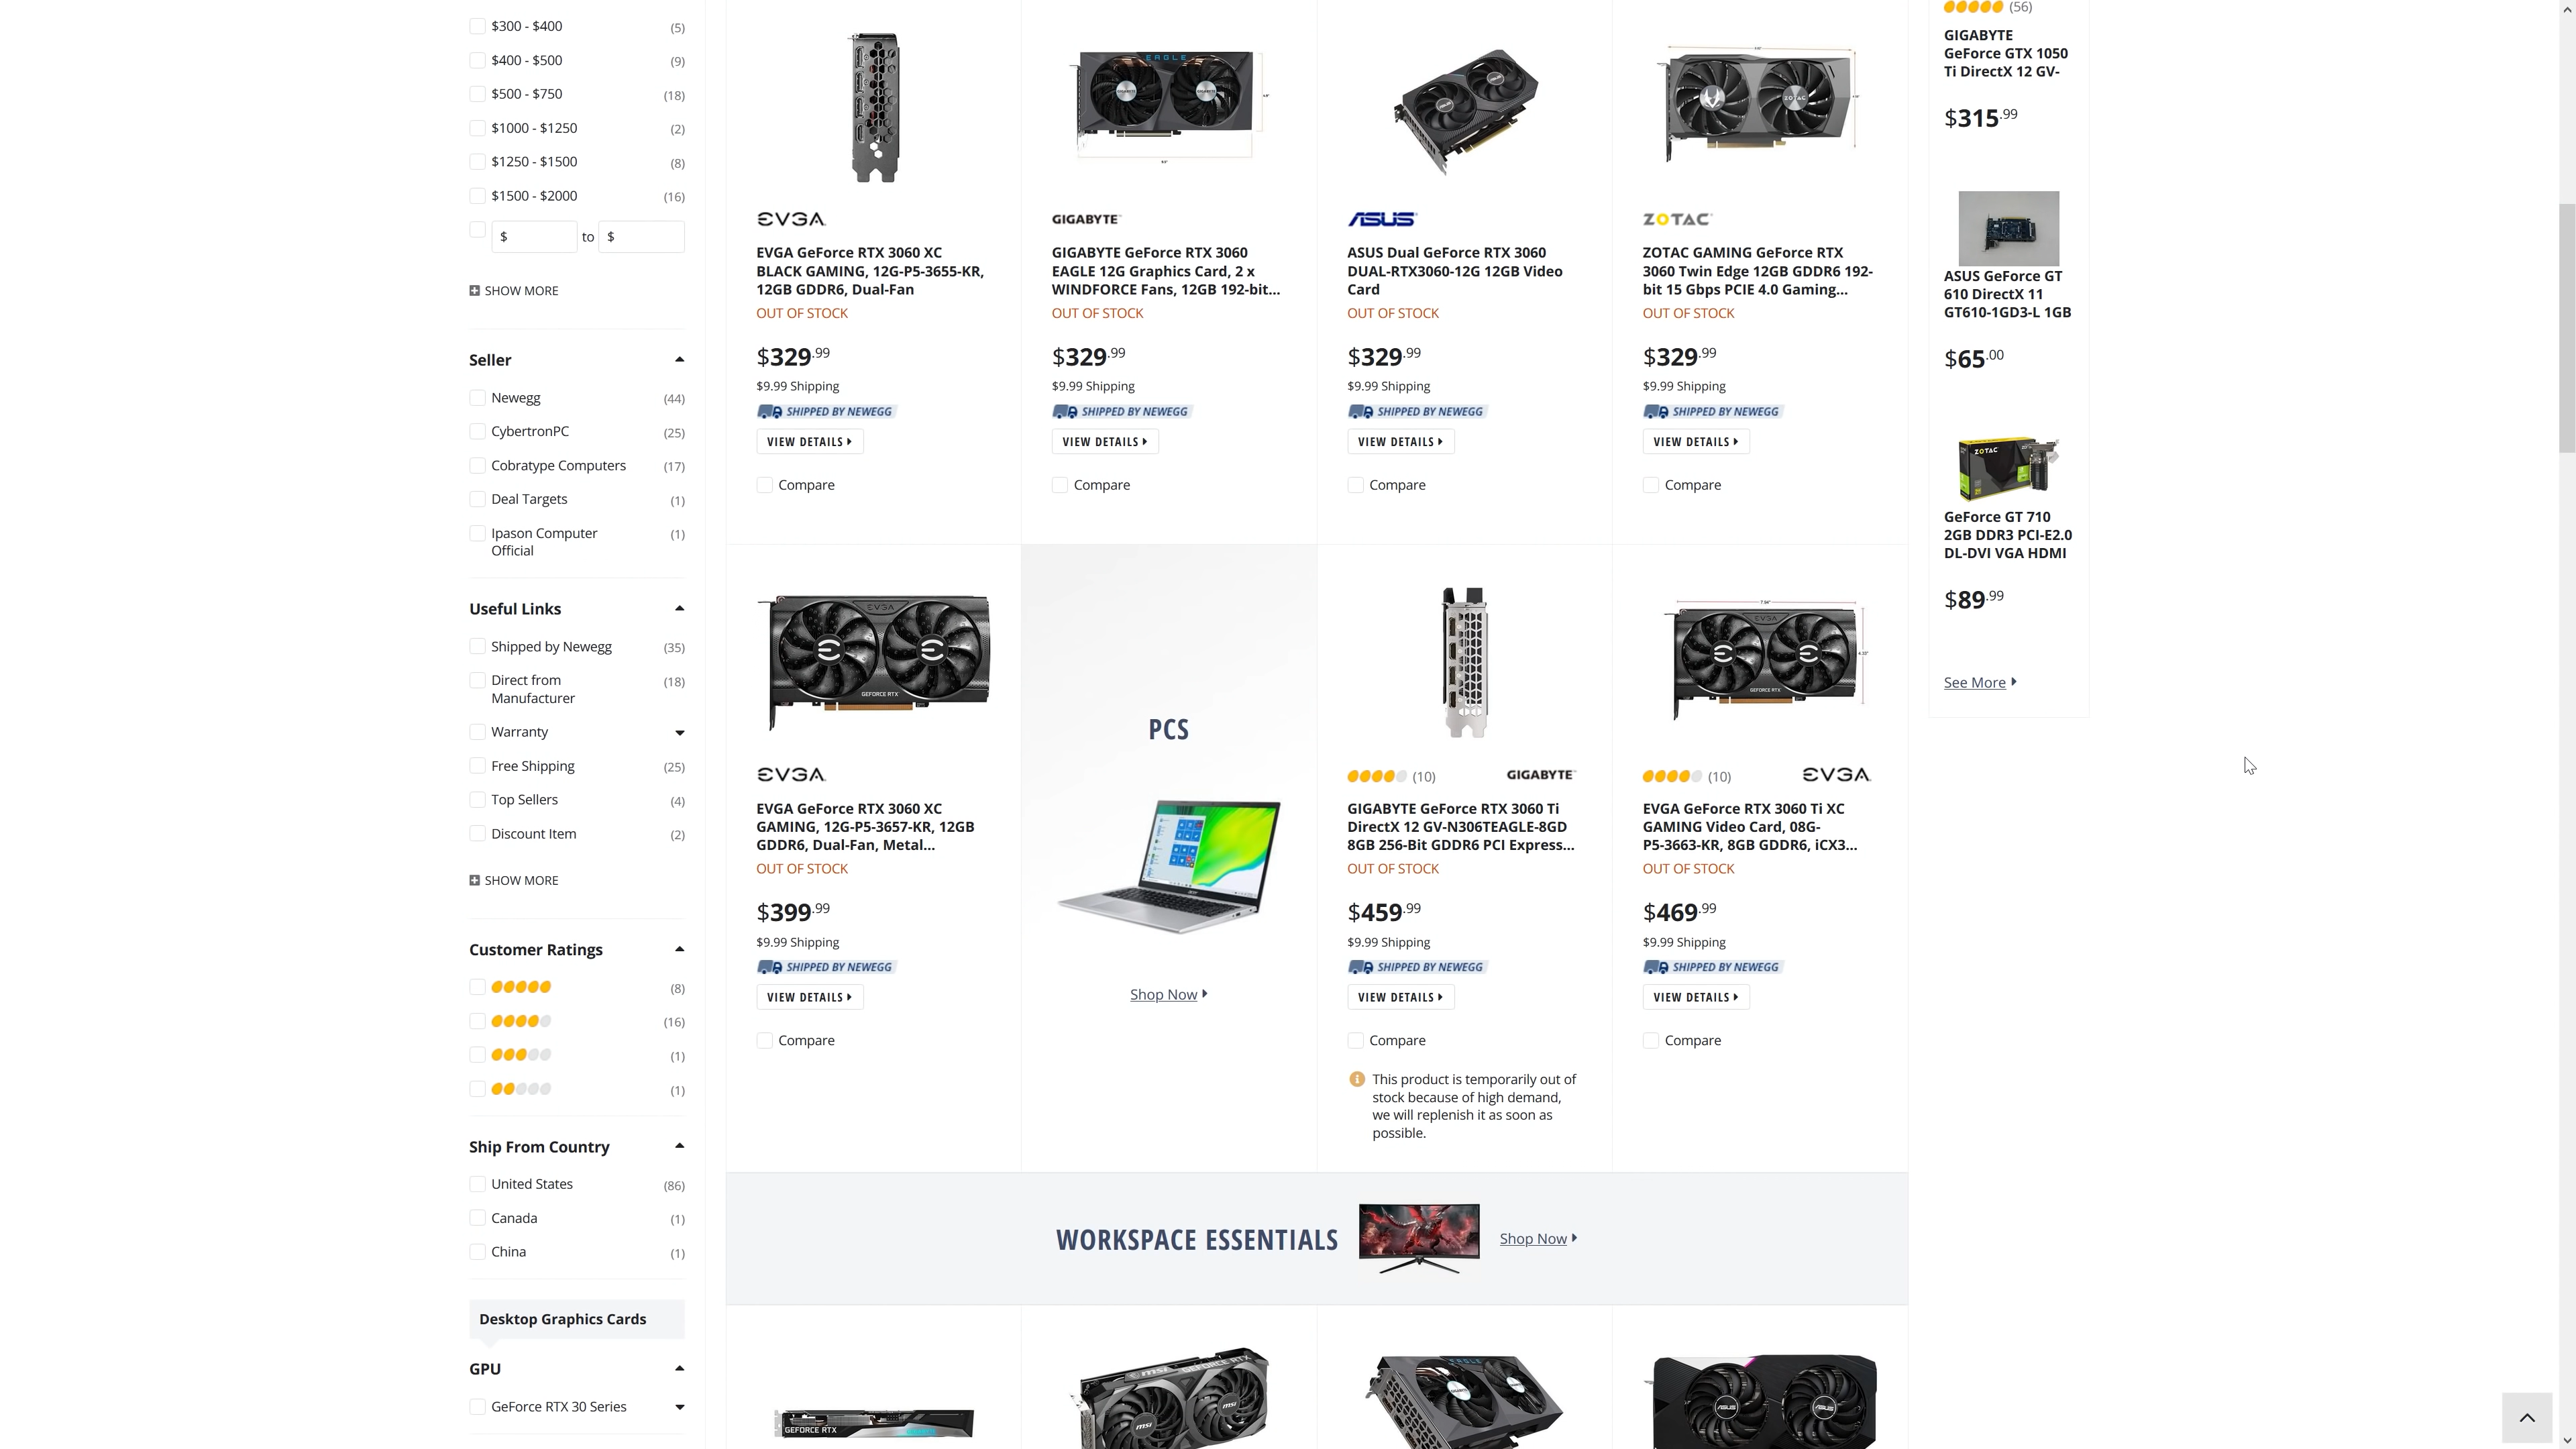 $300 - $400 (5)
$400 - $500 (9)
$500 - $750 (18)
$1000 - $1250 (2)
$1250 - $1500 (8)
$1500 - $2000 (16)
$ to $
SHOW MORE
Seller
Newegg (44)
CybertronPC (25)
Cobratype Computers (17)
Deal Targets (1)
Ipason Computer
Official (1)
Useful Links
Shipped by Newegg (35)
Direct from
Manufacturer (18)
Warranty
Free Shipping (25)
Top Sellers (4)
Discount Item (2)
SHOW MORE
Customer Ratings
(8)
(16)
(1)
(1)
Ship From Country
United States (86)
Canada (1)
China (1)
Desktop Graphics Cards
GPU
GeForce RTX 30 Series
EVGA
EVGA GeForce RTX 3060 XC
BLACK GAMING, 12G-P5-3655-KR,
12GB GDDR6, Dual-Fan
OUT OF STOCK
$329.99
$9.99 Shipping
SHIPPED BY NEWEGG
VIEW DETAILS
Compare
EAGLE
GIGABYTE
GIGABYTE GeForce RTX 3060
EAGLE 12G Graphics Card, 2 x
WINDFORCE Fans, 12GB 192-bit...
OUT OF STOCK
$329.99
$9.99 Shipping
SHIPPED BY NEWEGG
VIEW DETAILS
Compare
ASUS
ASUS Dual GeForce RTX 3060
DUAL-RTX3060-12G 12GB Video
Card
OUT OF STOCK
$329.99
$9.99 Shipping
SHIPPED BY NEWEGG
VIEW DETAILS
Compare
ZOTAC
ZOTAC
ZOTAC GAMING GeForce RTX
3060 Twin Edge 12GB GDDR6 192-
bit 15 Gbps PCIE 4.0 Gaming...
OUT OF STOCK
$329.99
$9.99 Shipping
SHIPPED BY NEWEGG
VIEW DETAILS
Compare
EVGA
GEFORCE RTX
EVGA
EVGA GeForce RTX 3060 XC
GAMING, 12G-P5-3657-KR, 12GB
GDDR6, Dual-Fan, Metal...
OUT OF STOCK
$399.99
$9.99 Shipping
SHIPPED BY NEWEGG
VIEW DETAILS
Compare
PCS
Shop Now
(10) GIGABYTE
GIGABYTE GeForce RTX 3060 Ti
DirectX 12 GV-N306TEAGLE-8GD
8GB 256-Bit GDDR6 PCI Express...
OUT OF STOCK
$459.99
$9.99 Shipping
SHIPPED BY NEWEGG
VIEW DETAILS
Compare
This product is temporarily out of
stock because of high demand,
we will replenish it as soon as
possible.
EVGA
GEFORCE RTX
(10) EVGA
EVGA GeForce RTX 3060 Ti XC
GAMING Video Card, 08G-
P5-3663-KR, 8GB GDDR6, iCX3...
OUT OF STOCK
$469.99
$9.99 Shipping
SHIPPED BY NEWEGG
VIEW DETAILS
Compare
WORKSPACE ESSENTIALS Shop Now
GEFORCE RTX
msi GEFORCE RTX
msi
EAGLE
ASUS
ASUS
(56)
GIGABYTE
GeForce GTX 1050
Ti DirectX 12 GV-
$315.99
ASUS GeForce GT
610 DirectX 11
GT610-1GD3-L 1GB
$65.00
ZOTAC
GeForce GT 710
2GB DDR3 PCI-E2.0
DL-DVI VGA HDMI
$89.99
See More